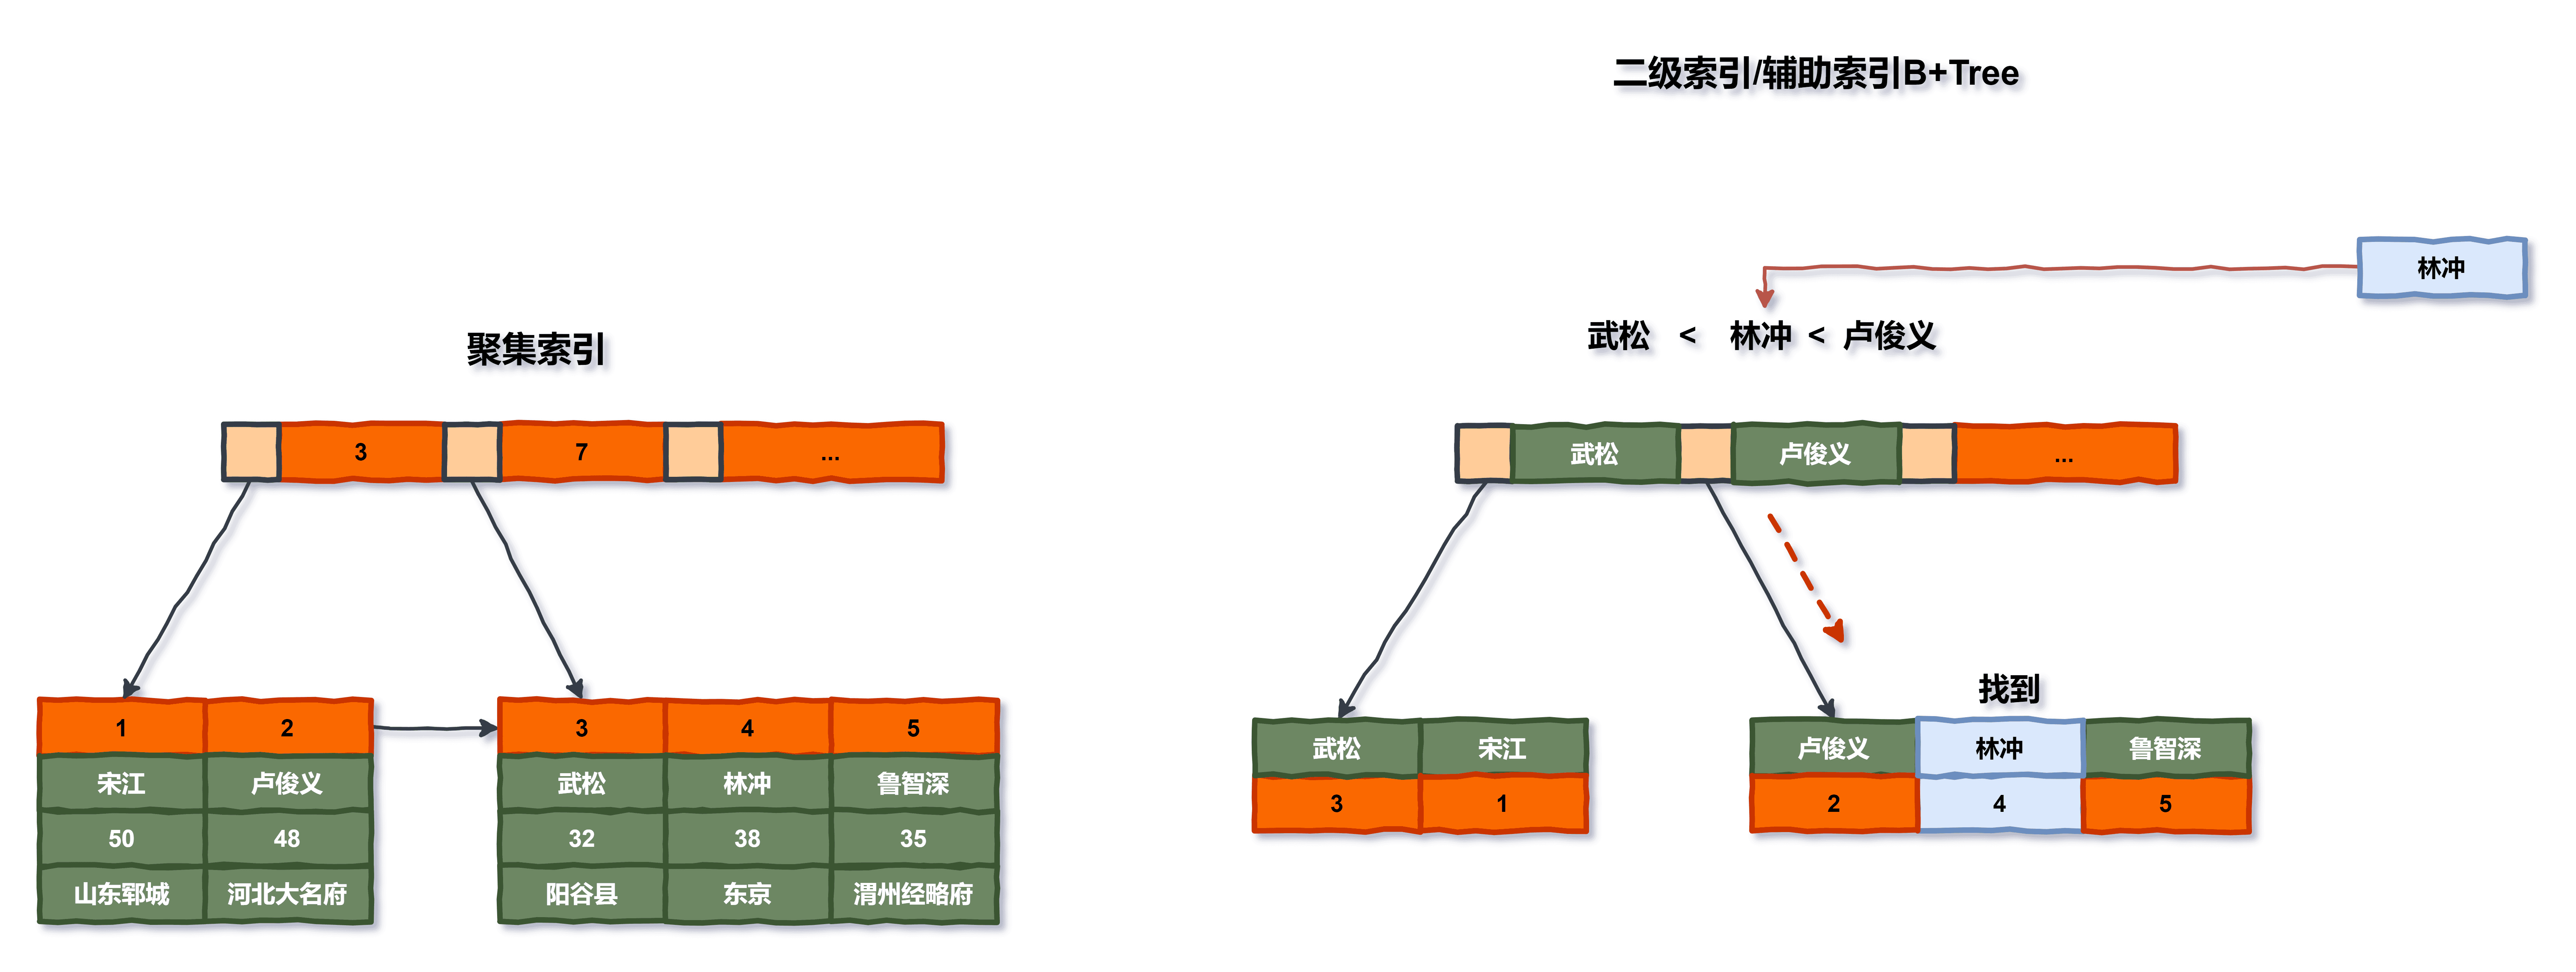 二级索引/辅助索引B+Tree
林冲
武松 < 林冲 < 卢俊义
聚集索引
3 7 ...
武松 卢俊义 ...
找到
1 2 3 4 5
宋江 卢俊义 武松 林冲 鲁智深
50 48 32 38 35
山东郓城 河北大名府 阳谷县 东京 渭州经略府
武松 宋江 卢俊义 林冲 鲁智深
3 1 2 4 5